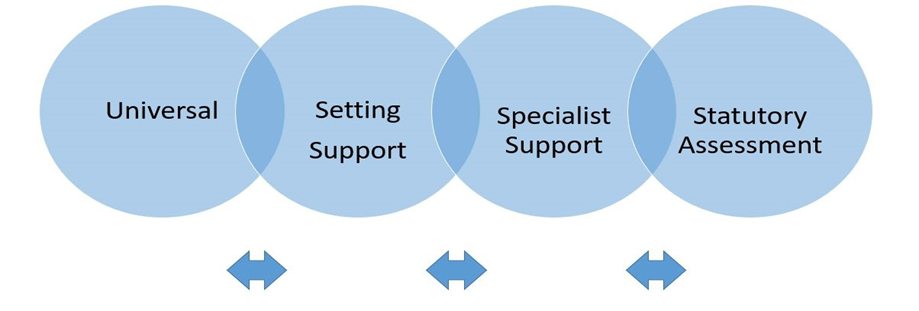 Universal
Setting
Support
Specialist
Support
Statutory
Assessment